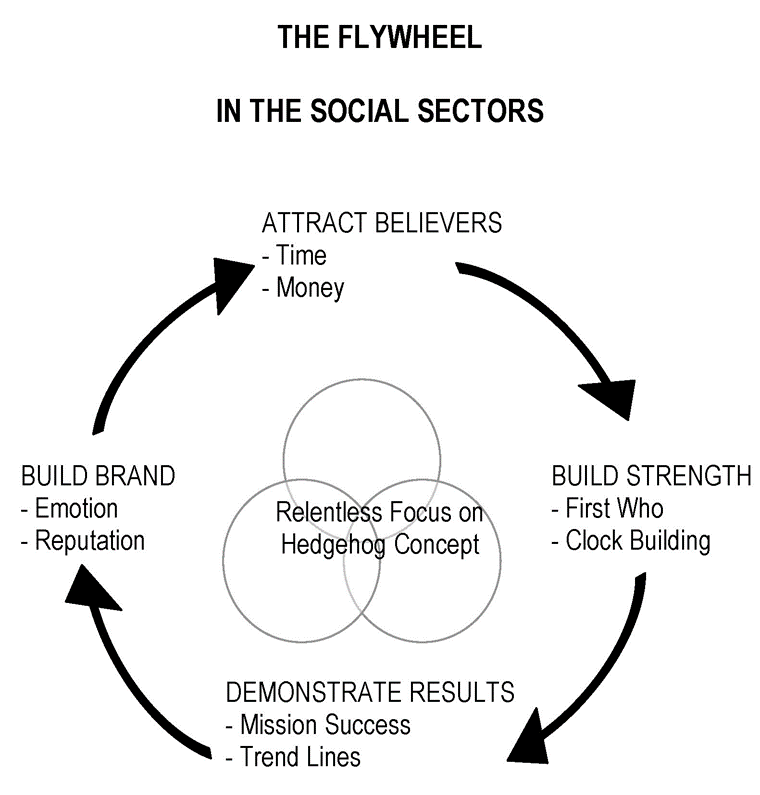 THE FLYWHEEL
IN THE SOCIAL SECTORS
ATTRACT BELIEVERS
- Time
- Money
BUILD STRENGTH
- First Who
- Clock Building
DEMONSTRATE RESULTS
- Mission Success
- Trend Lines
BUILD BRAND
- Emotion
- Reputation
Relentless Focus on
Hedgehog Concept